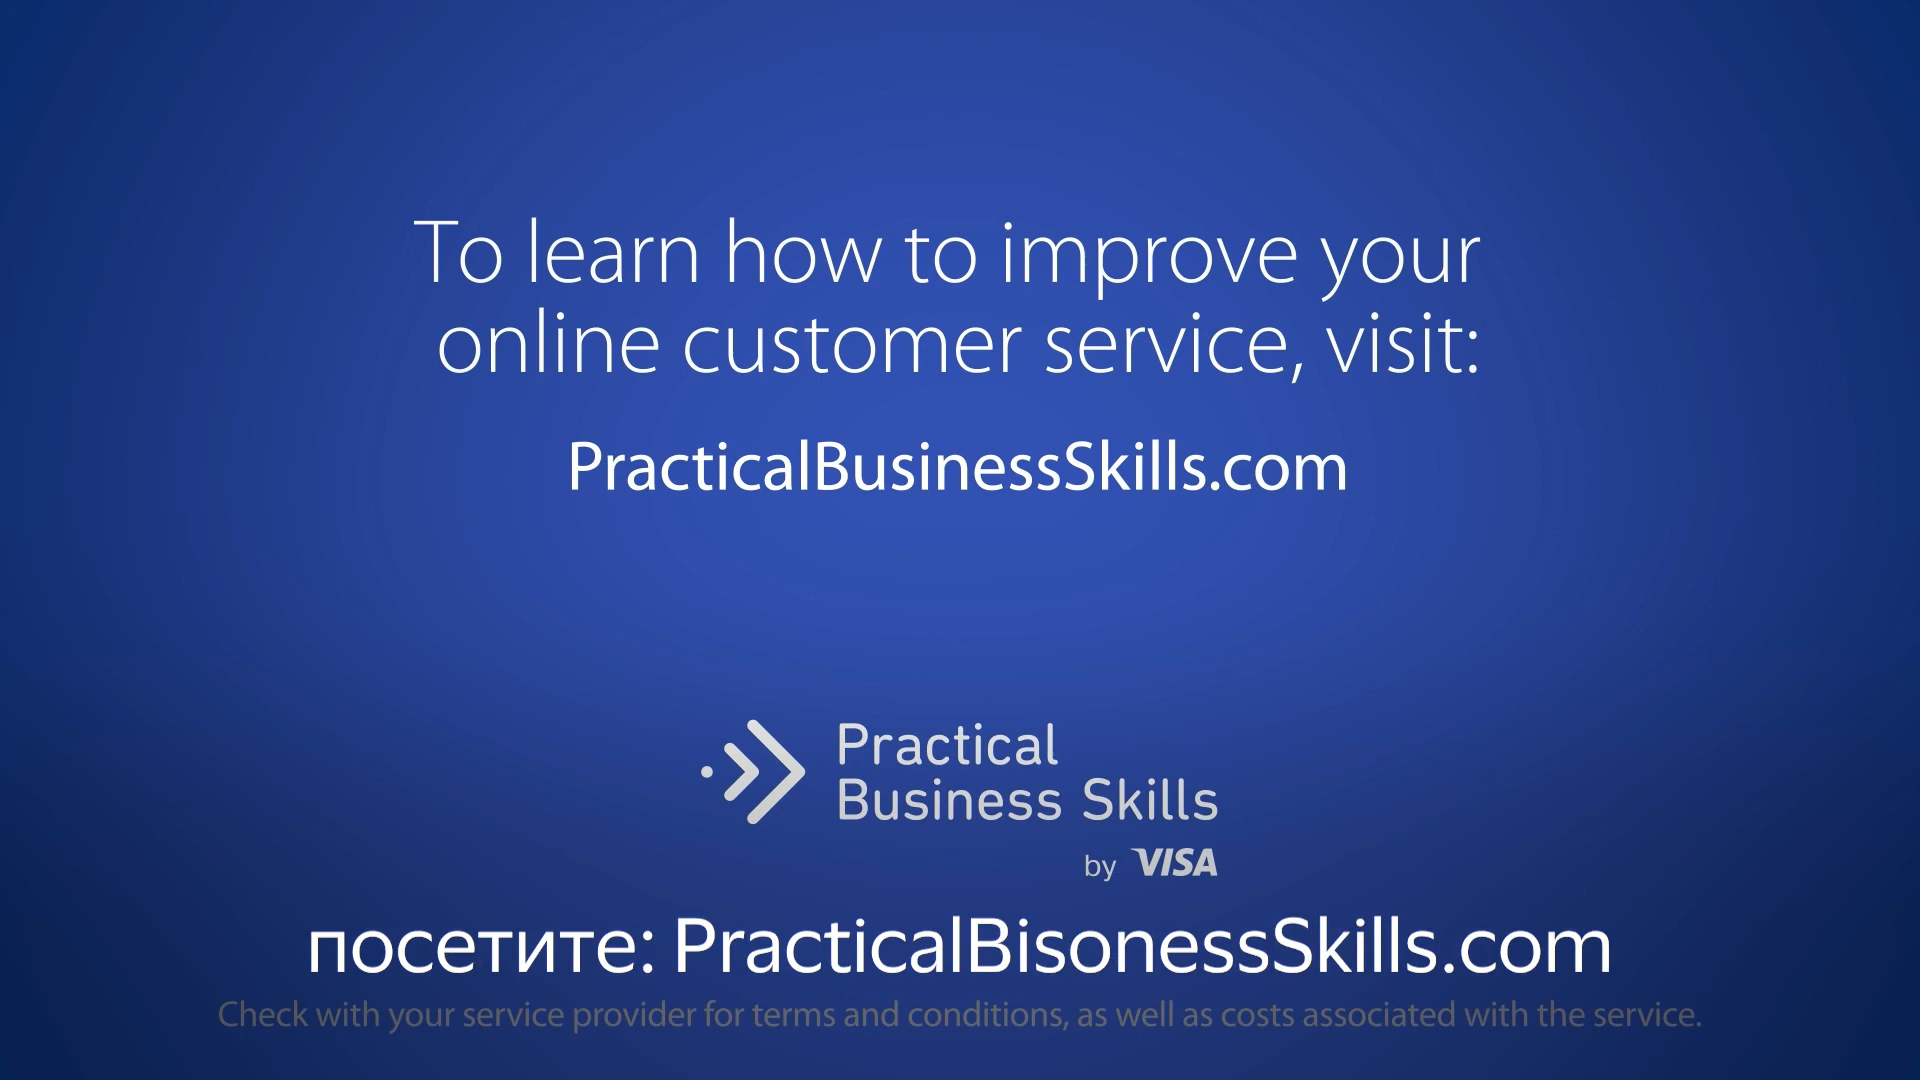 To learn how to improve your
online customer service, visit:
PracticalBusinessSkills.com
Practical
Business Skills
by VISA
посетите: PracticalBisonessSkills.com
Check with your service provider for terms and conditions, as well as costs associated with the service.